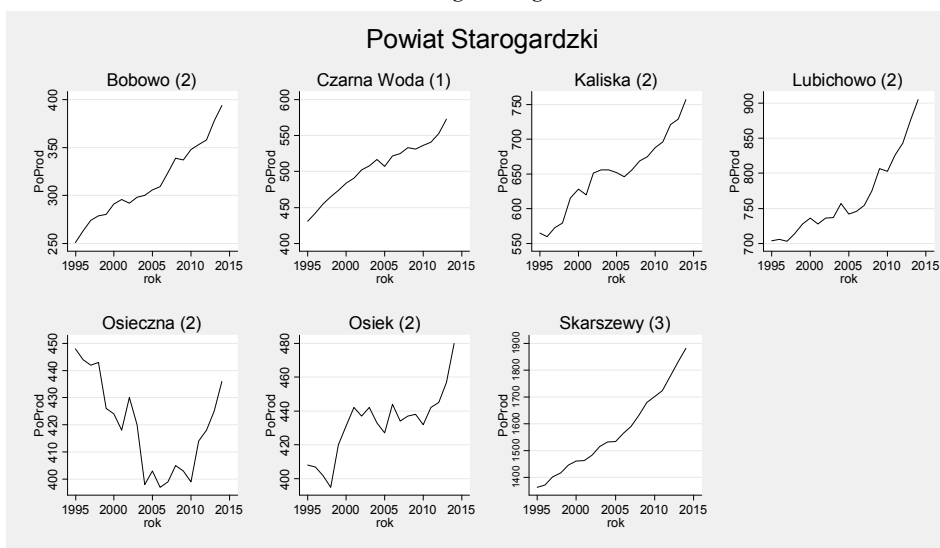 Powiat Starogardzki
Bobowo (2)
PoProd
400
350
300
250
1995 2000 2005 2010 2015
rok
Czarna Woda (1)
PoProd
600
550
500
450
400
1995 2000 2005 2010 2015
rok
Kaliska (2)
PoProd
750
700
650
600
550
1995 2000 2005 2010 2015
rok
Lubichowo (2)
PoProd
900
850
800
750
700
1995 2000 2005 2010 2015
rok
Osieczna (2)
PoProd
450
440
430
420
410
400
1995 2000 2005 2010 2015
rok
Osiek (2)
PoProd
480
460
440
420
400
1995 2000 2005 2010 2015
rok
Skarszewy (3)
PoProd
1900
1800
1700
1600
1500
1400
1995 2000 2005 2010 2015
rok